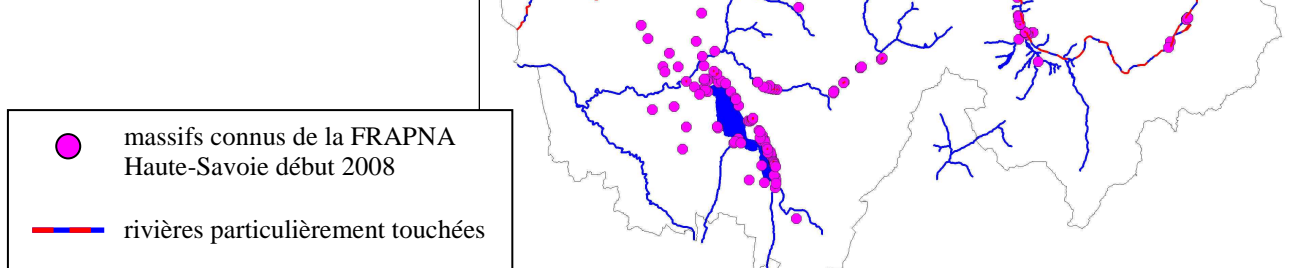 massifs connus de la FRAPNA
Haute-Savoie début 2008
rivières particulièrement touchées